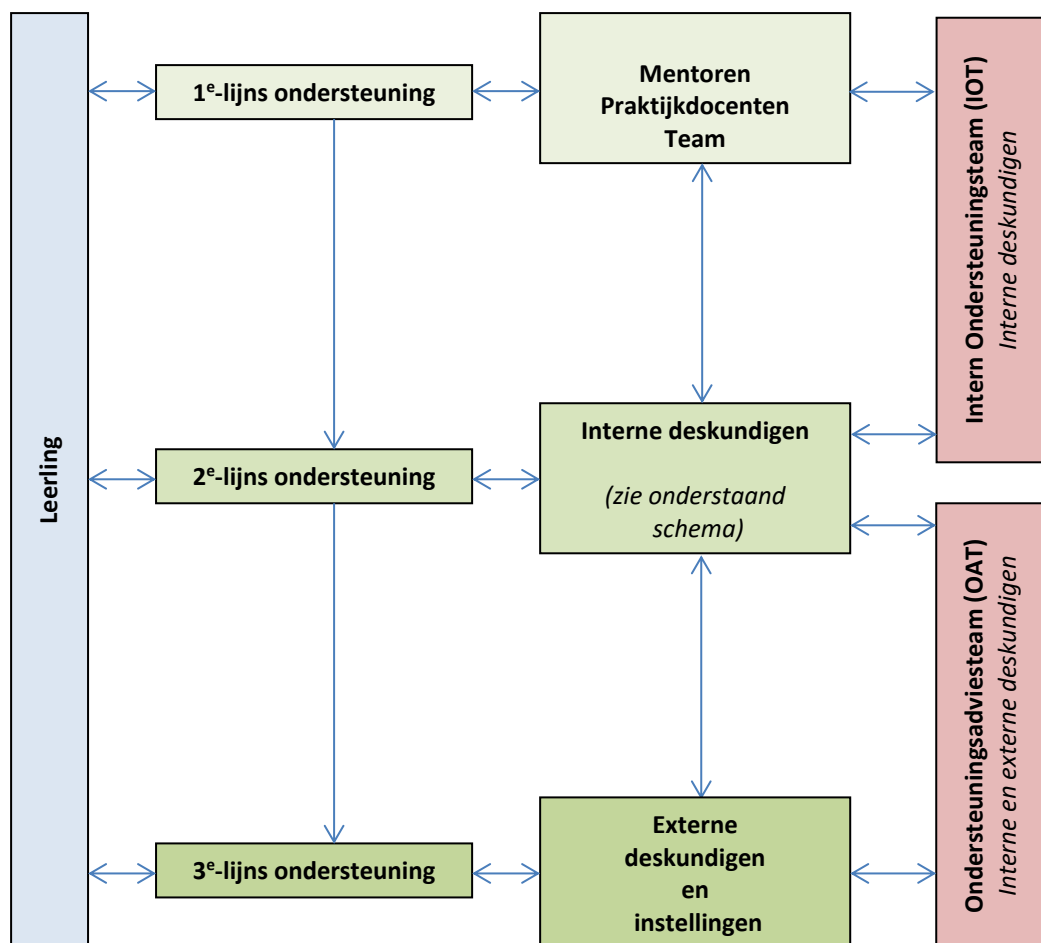 Leerling
1e-lijns ondersteuning
Mentoren
Praktijkdocenten
Team
Intern Ondersteuningsteam (IOT)
Interne deskundigen
2e-lijns ondersteuning
Interne deskundigen
(zie onderstaand
schema)
Ondersteuningsadviesteam (OAT)
Interne en externe deskundigen
3e-lijns ondersteuning
Externe
deskundigen
en
instellingen